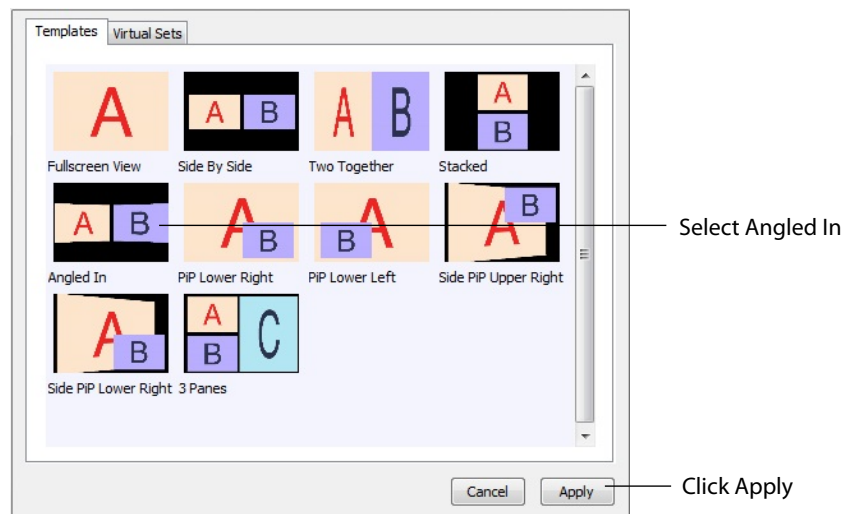 Templates Virtual Sets
A A B A B A B
Fullscreen View Side By Side Two Together Stacked
A B A B B A A B
Select Angled In
Angled In PiP Lower Right PiP Lower Left Side PiP Upper Right
A B A B C
Side PiP Lower Right 3 Panes
Cancel Apply
Click Apply